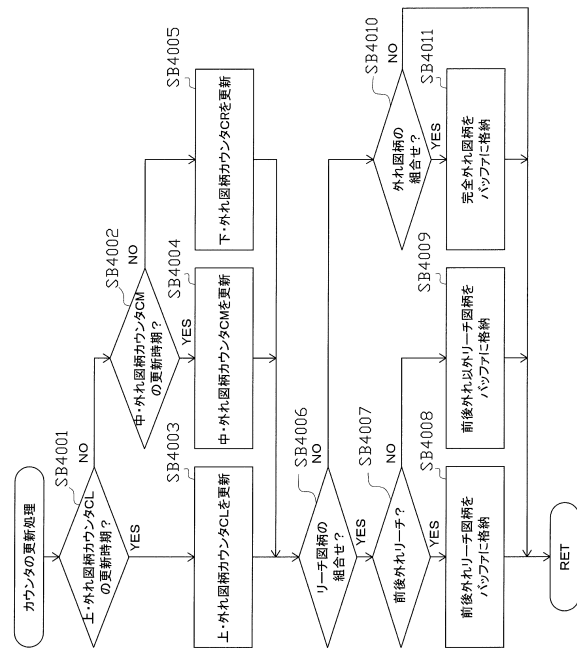 カウンタの更新処理
SB4001
上・外れ図柄カウンタCL
の更新時期?
NO
YES
SB4002
中・外れ図柄カウンタCM
の更新時期?
NO
YES
SB4003
上・外れ図柄カウンタCLを更新
SB4004
中・外れ図柄カウンタCMを更新
SB4005
下・外れ図柄カウンタCRを更新
SB4006
リーチ図柄の
組合せ?
NO
YES
SB4007
前後外れリーチ?
NO
YES
SB4010
外れ図柄の
組合せ?
NO
YES
SB4008
前後外れリーチ図柄を
バッファに格納
SB4009
前後外れ以外リーチ図柄を
バッファに格納
SB4011
完全外れ図柄を
バッファに格納
RET